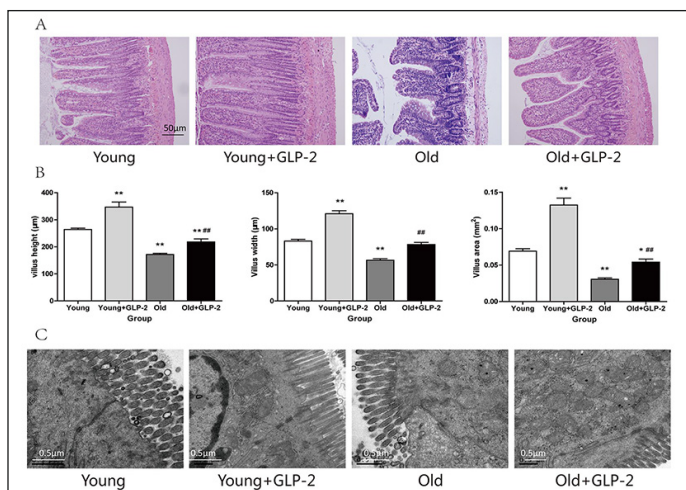 A
50μm
Young
Young+GLP-2
Old
Old+GLP-2
B
villus height (μm)
400
300
200
100
0
**
**
** ##
Young
Young+GLP-2
Old
Old+GLP-2
Group
Villus width (μm)
150
100
50
0
**
**
##
Young
Young+GLP-2
Old
Old+GLP-2
Group
Villus area (mm²)
0.15
0.10
0.05
0.00
**
**
* ##
Young
Young+GLP-2
Old
Old+GLP-2
Group
C
0.5μm
0.5μm
0.5μm
0.5μm
Young
Young+GLP-2
Old
Old+GLP-2